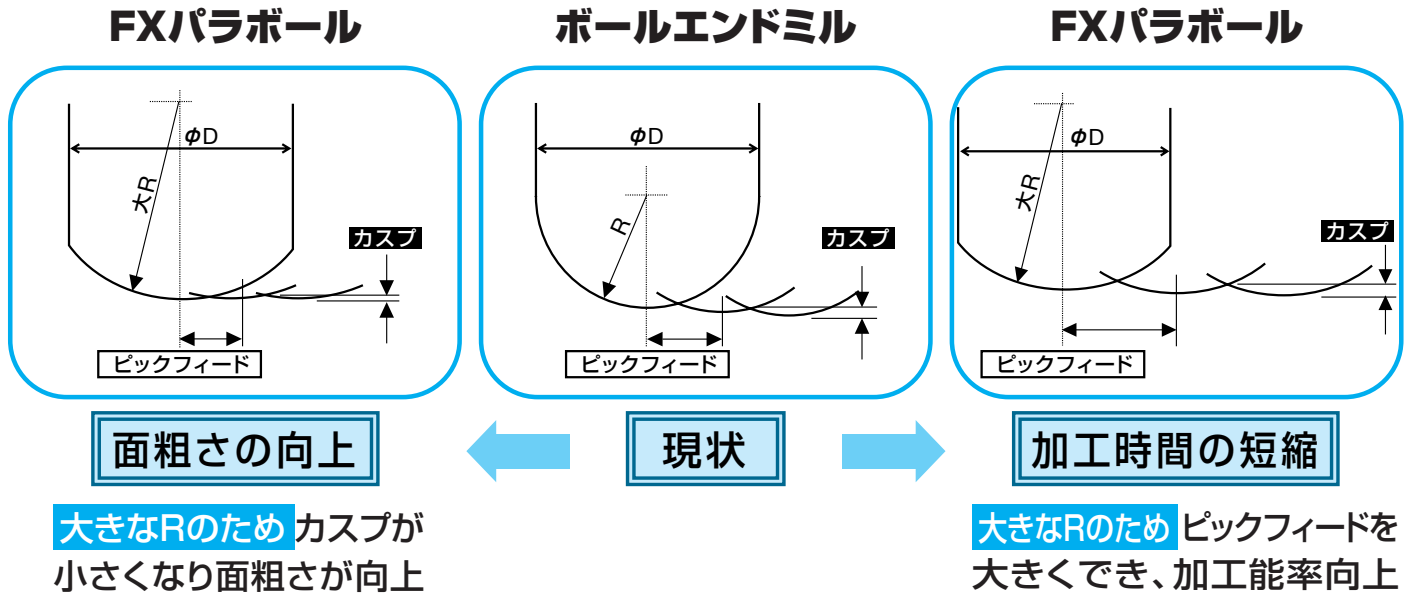 FXパラボール
ボールエンドミル
FXパラボール
φD
大R
カスプ
ピックフィード
φD
R
カスプ
ピックフィード
φD
大R
カスプ
ピックフィード
面粗さの向上
現状
加工時間の短縮
大きなRのため カスプが
小さくなり面粗さが向上
大きなRのため ピックフィードを
大きくでき、加工能率向上